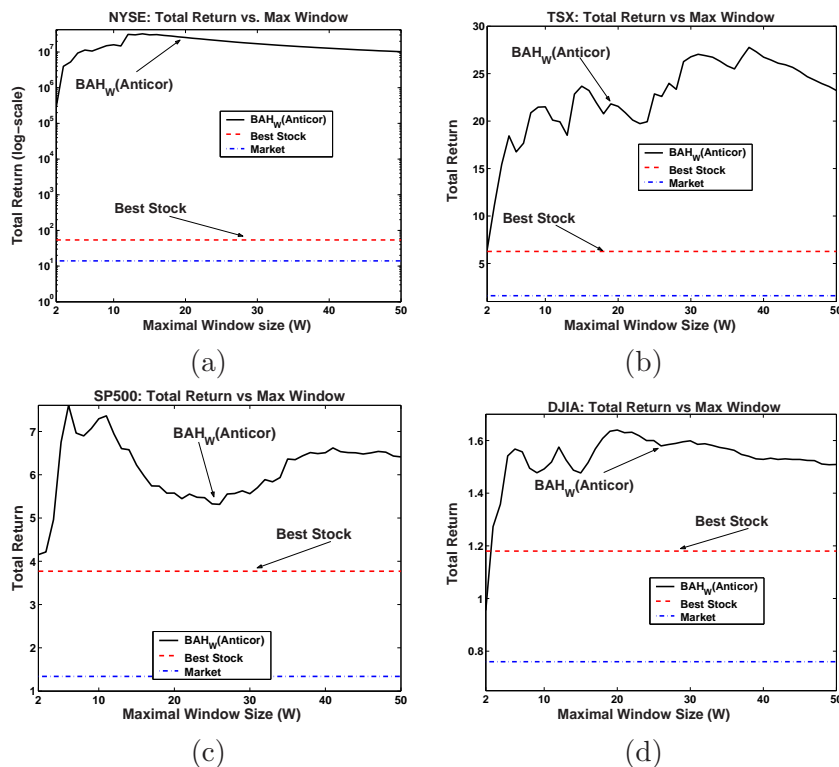 NYSE: Total Return vs. Max Window
Total Return (log−scale)
10^7
10^6
10^5
10^4
10^3
10^2
10^1
10^0
BAH_W(Anticor)
BAH_W(Anticor)
Best Stock
Market
Best Stock
2 10 20 30 40 50
Maximal Window size (W)
(a)
TSX: Total Return vs Max Window
Total Return
30
25
20
15
10
5
BAH_W(Anticor)
BAH_W(Anticor)
Best Stock
Market
Best Stock
2 10 20 30 40 50
Maximal Window Size (W)
(b)
SP500: Total Return vs Max Window
Total Return
7
6
5
4
3
2
1
BAH_W(Anticor)
Best Stock
BAH_W(Anticor)
Best Stock
Market
2 10 20 30 40 50
Maximal Window Size (W)
(c)
DJIA: Total Return vs Max Window
Total Return
1.6
1.4
1.2
1
0.8
BAH_W(Anticor)
Best Stock
BAH_W(Anticor)
Best Stock
Market
2 10 20 30 40 50
Maximal Window Size (W)
(d)